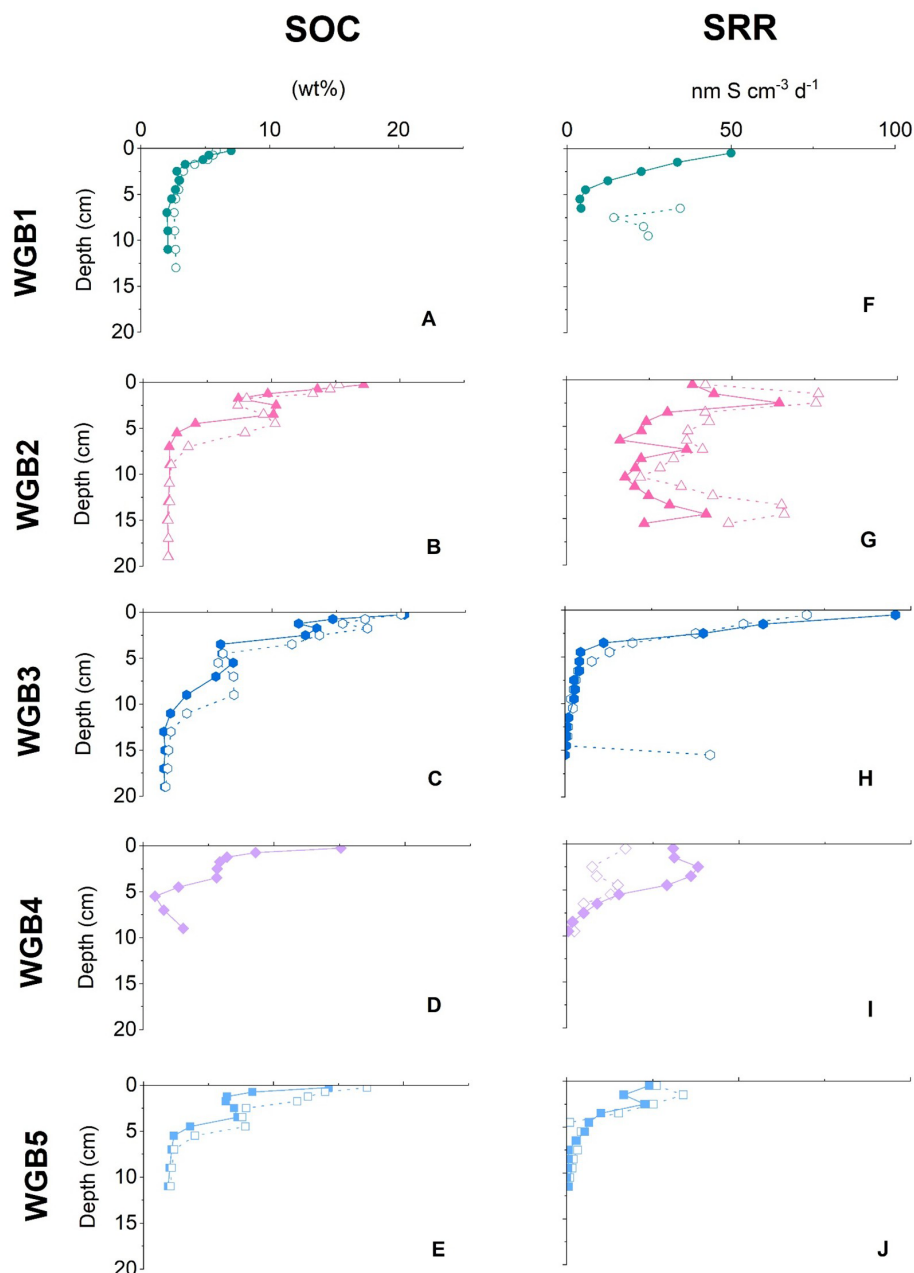 SOC SRR
(wt%) nm S cm⁻³ d⁻¹
0 10 20 0 50 100
WGB1
Depth (cm)
0
5
10
15
20
A F
WGB2
Depth (cm)
0
5
10
15
20
B G
WGB3
Depth (cm)
0
5
10
15
20
C H
WGB4
Depth (cm)
0
5
10
15
20
D I
WGB5
Depth (cm)
0
5
10
15
20
E J